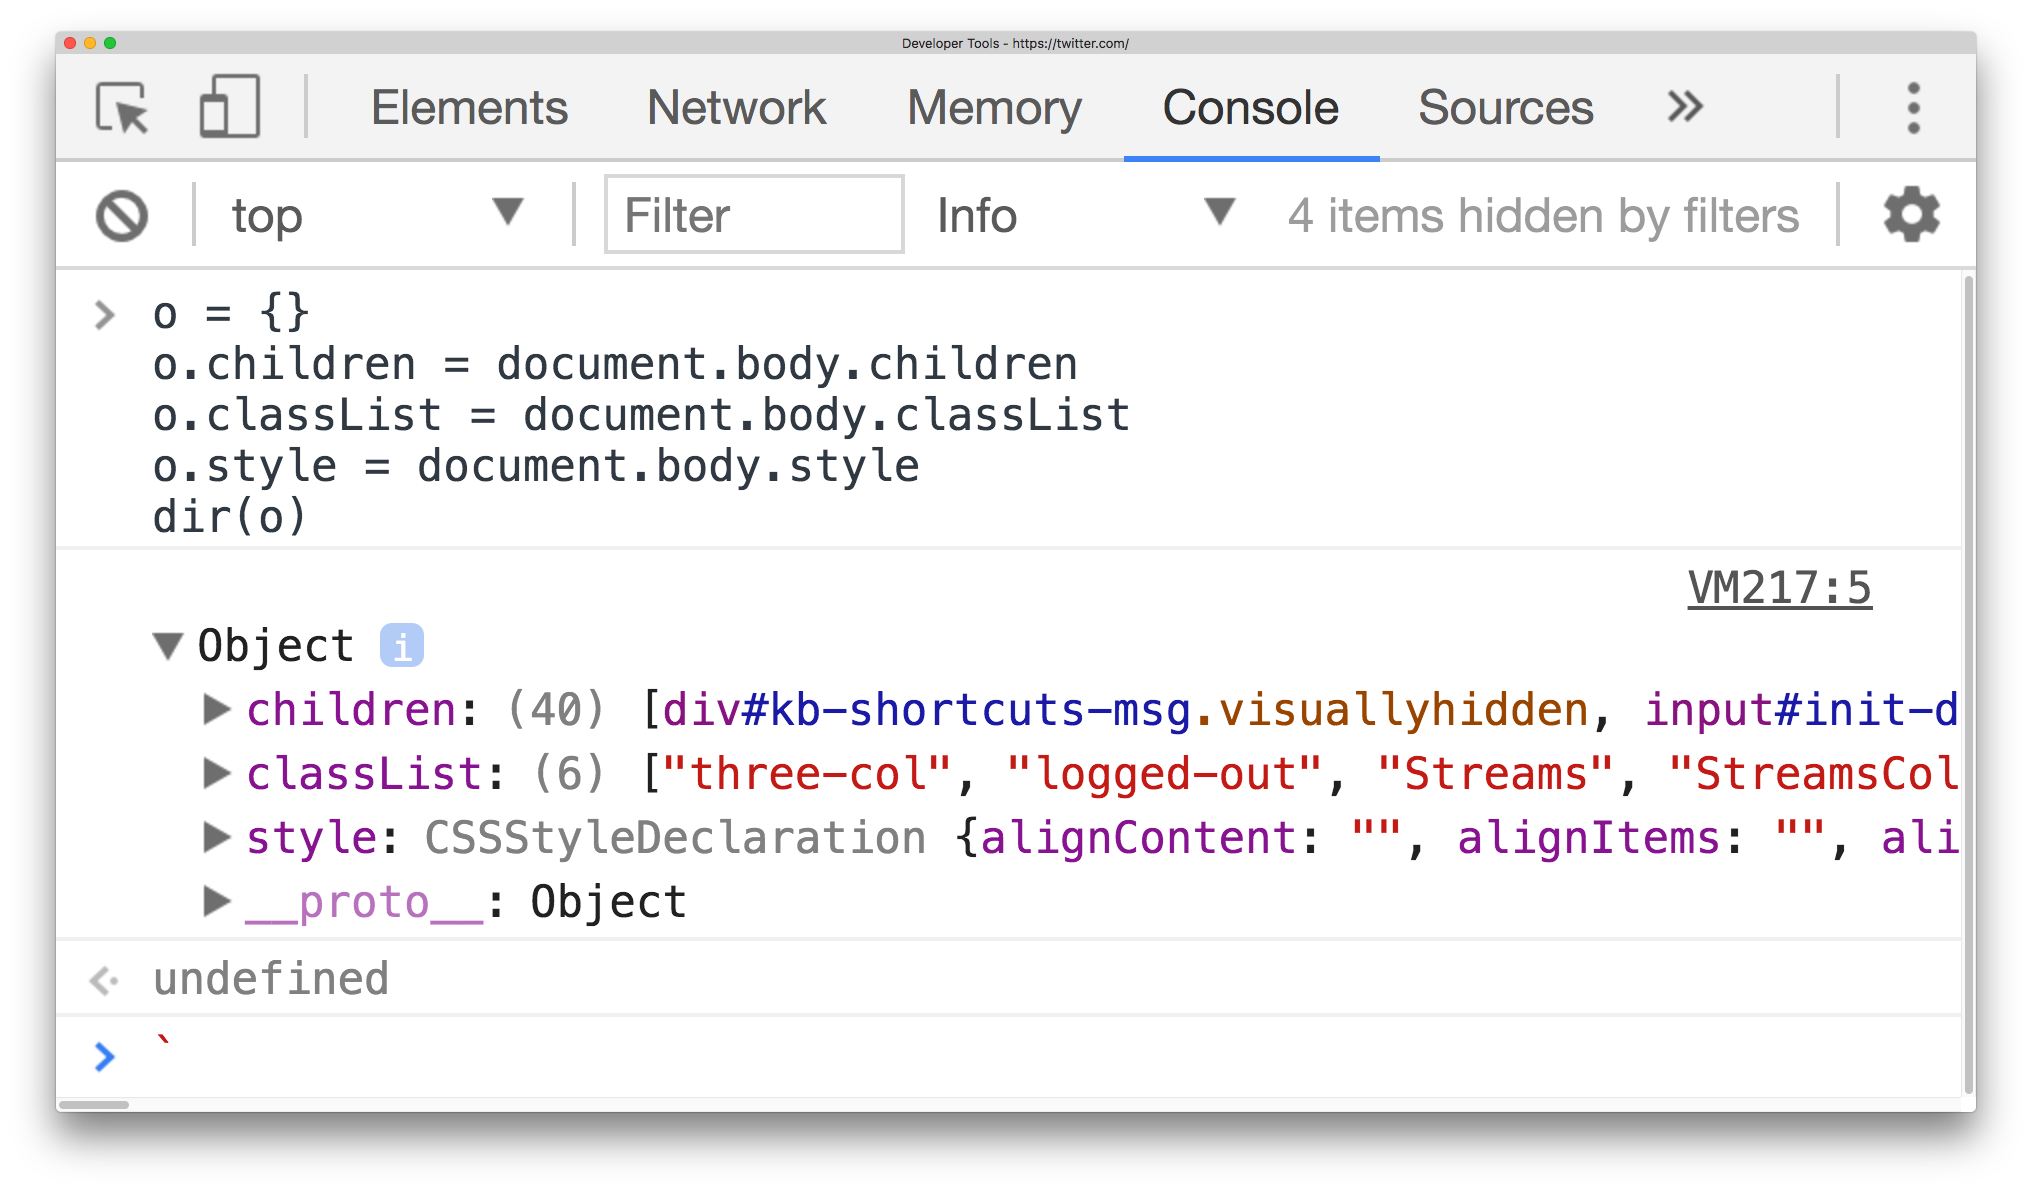 Developer Tools - https://twitter.com/
Elements Network Memory Console Sources »
top ▼ Filter Info ▼ 4 items hidden by filters
> o = {}
o.children = document.body.children
o.classList = document.body.classList
o.style = document.body.style
dir(o)
VM217:5
▼ Object i
▶ children: (40) [div#kb-shortcuts-msg.visuallyhidden, input#init-d
▶ classList: (6) ["three-col", "logged-out", "Streams", "StreamsCol
▶ style: CSSStyleDeclaration {alignContent: "", alignItems: "", ali
▶ __proto__: Object
undefined
> `